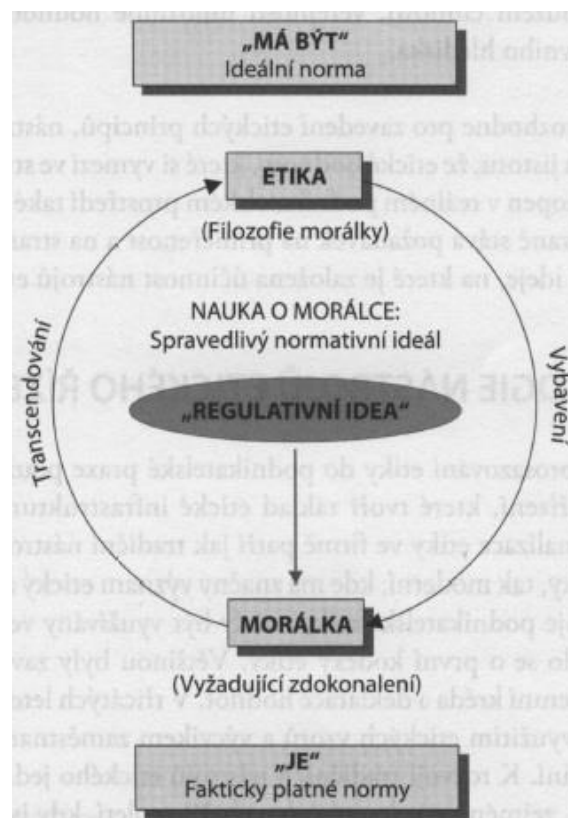 „MÁ BÝT“
Ideální norma
ETIKA
(Filozofie morálky)
NAUKA O MORÁLCE:
Spravedlivý normativní ideál
Transcendování
Vybavení
„REGULATIVNÍ IDEA“
MORÁLKA
(Vyžadující zdokonalení)
„JE“
Fakticky platné normy